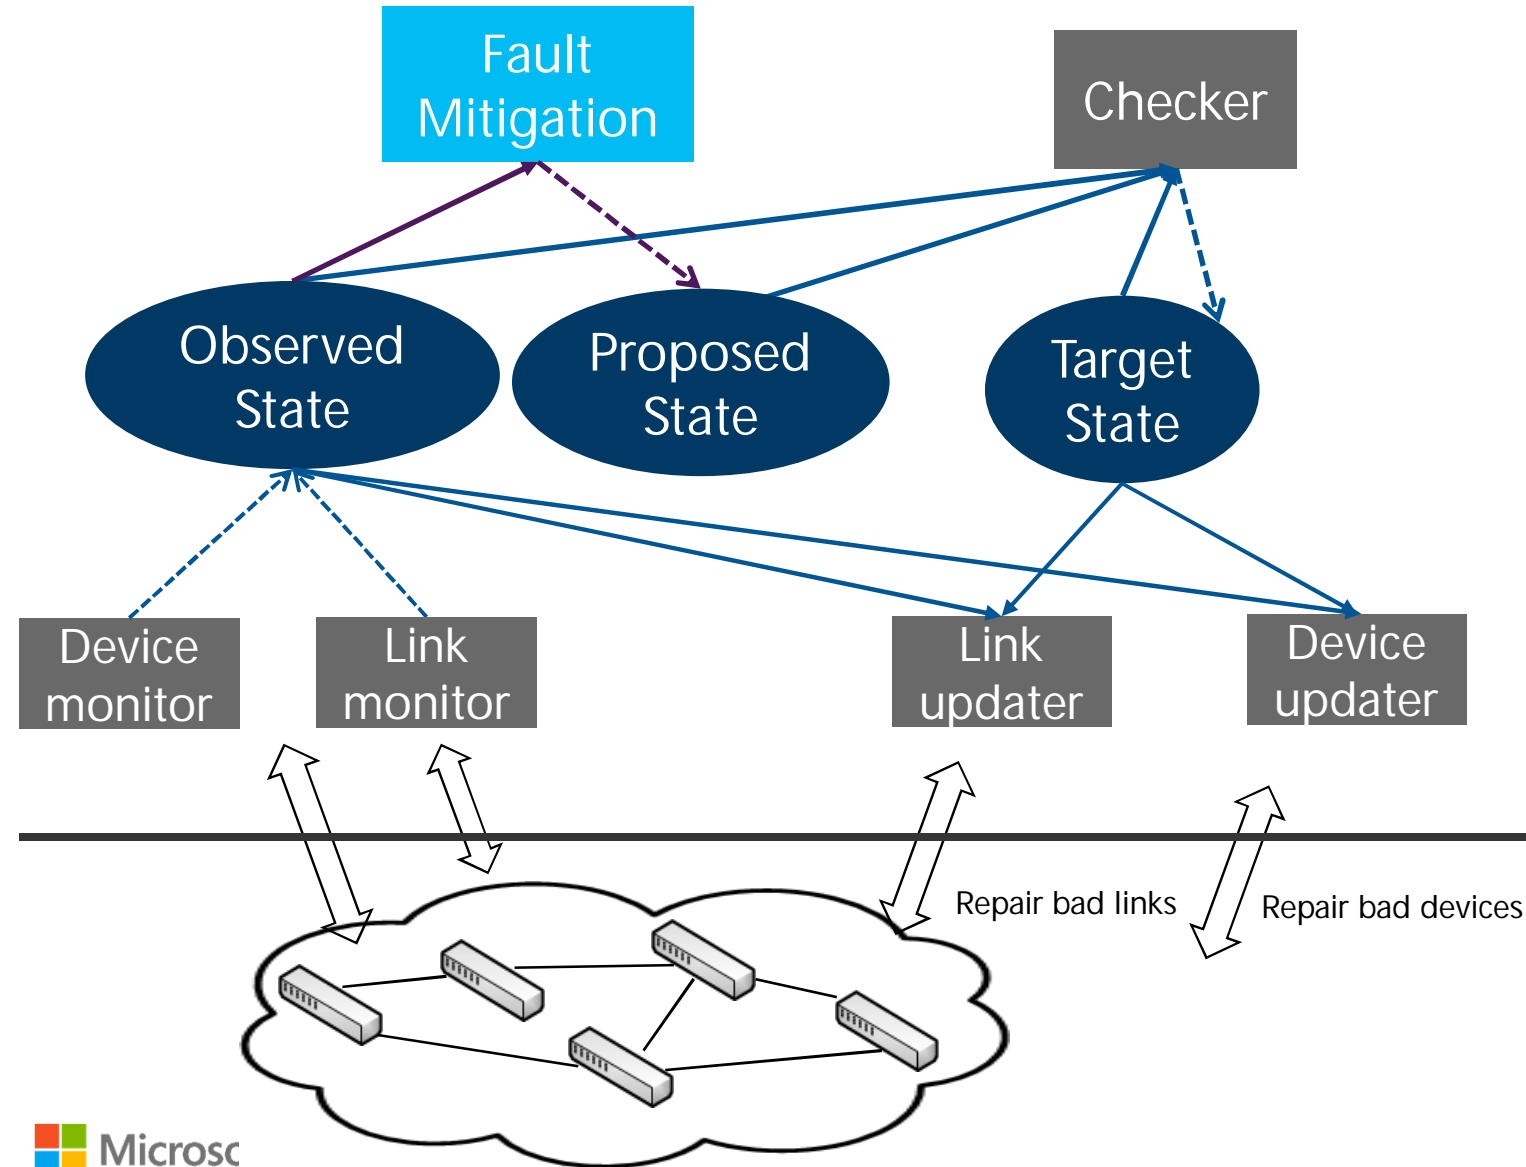 Fault
Mitigation
Checker
Observed
State
Proposed
State
Target
State
Device
monitor
Link
monitor
Link
updater
Device
updater
Repair bad links
Repair bad devices
Microsc